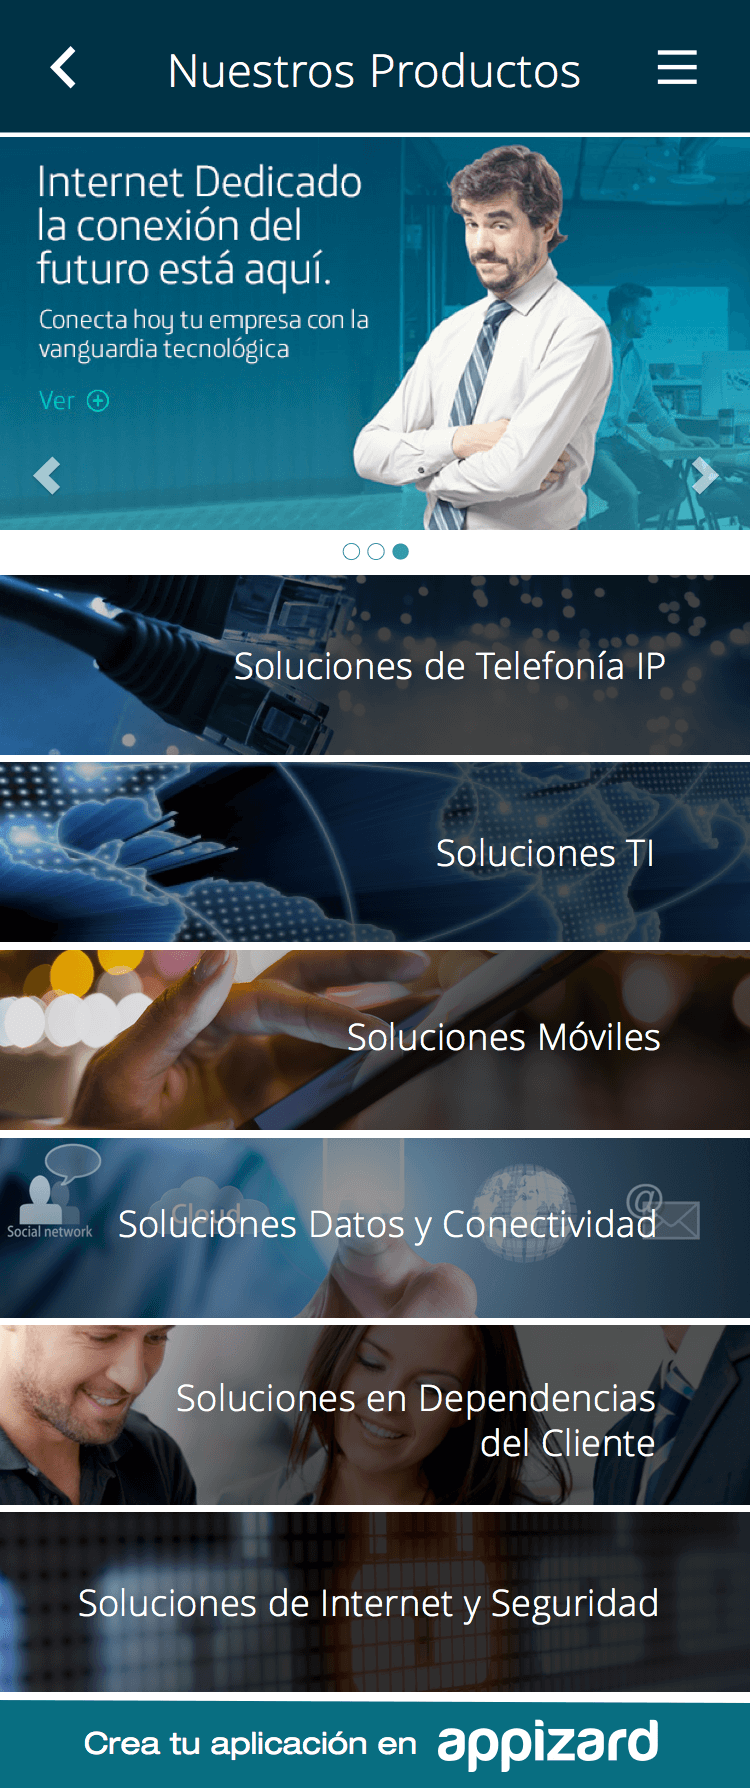 Nuestros Productos
Internet Dedicado
la conexión del
futuro está aquí.
Conecta hoy tu empresa con la
vanguardia tecnológica
Ver
Soluciones de Telefonía IP
Soluciones TI
Soluciones Móviles
Social network
Cloud
@
Soluciones Datos y Conectividad
Soluciones en Dependencias
del Cliente
Soluciones de Internet y Seguridad
Crea tu aplicación en appizard